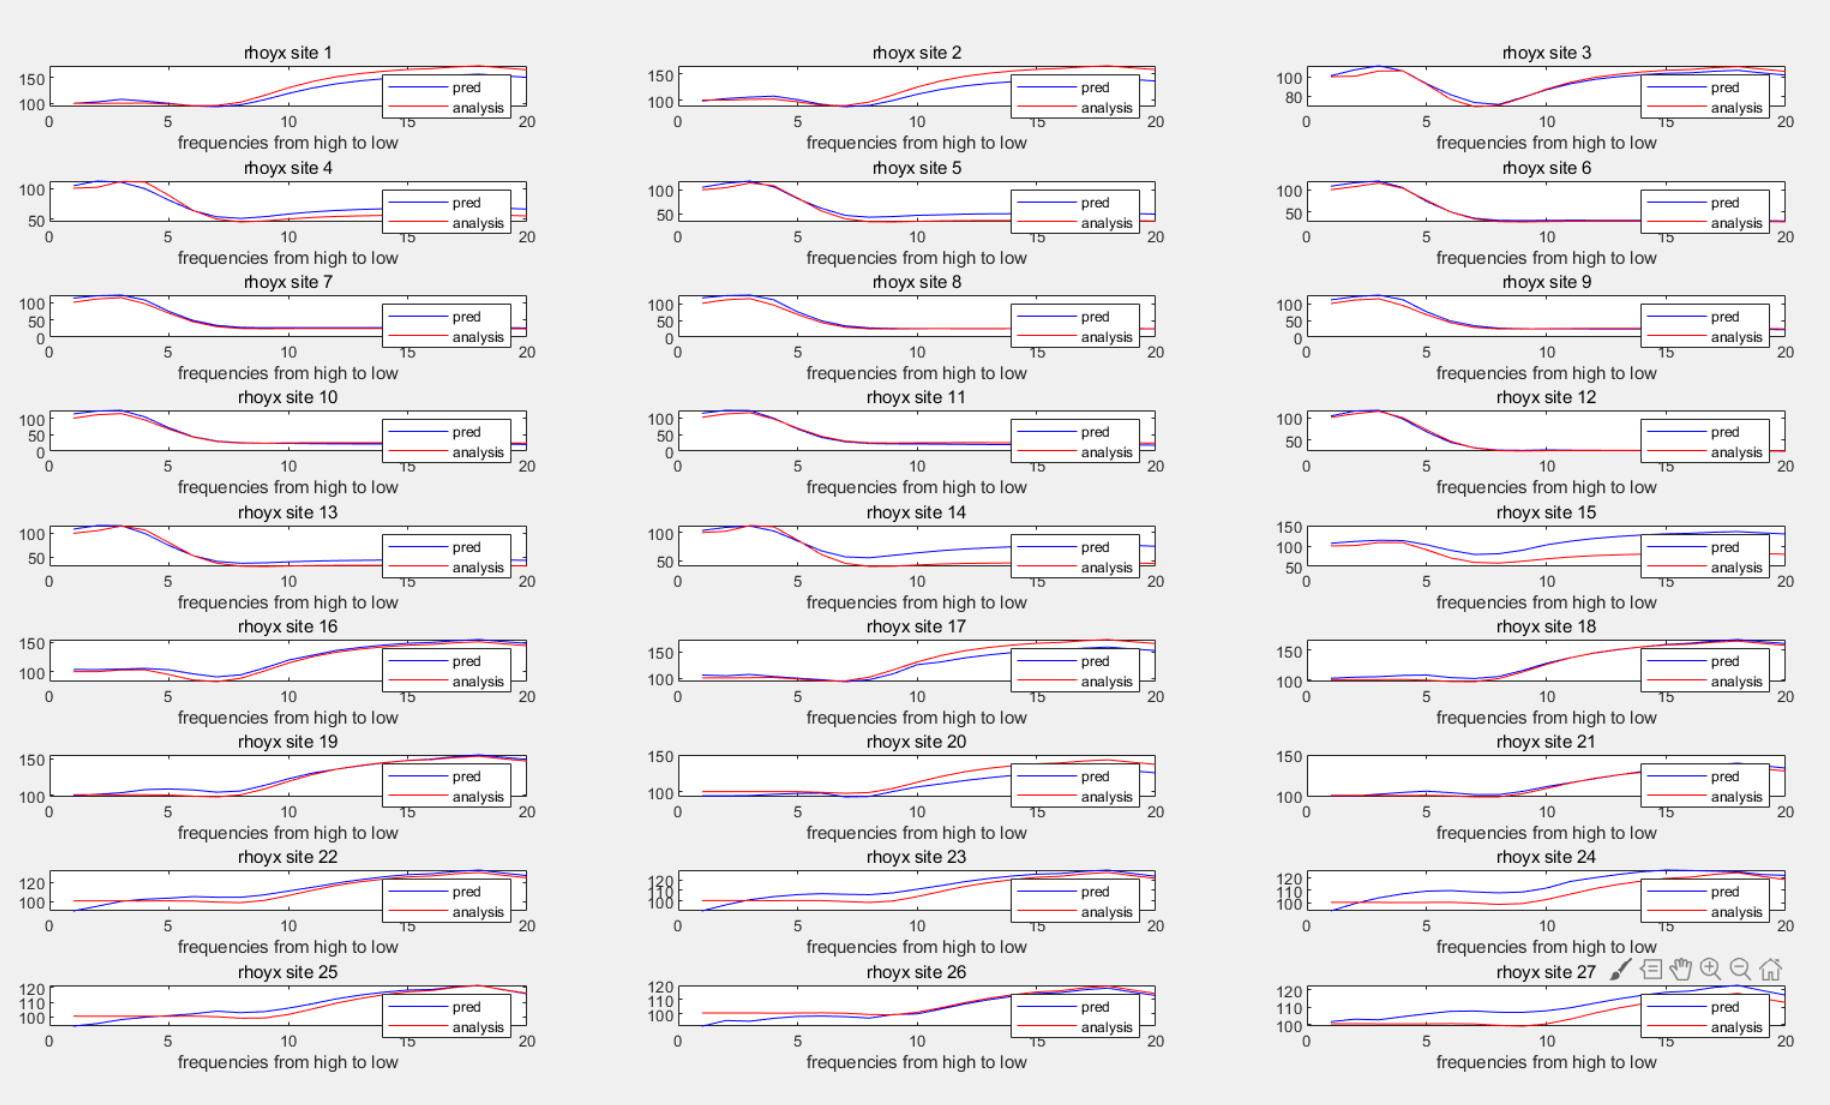 rhoyx site 1 rhoyx site 2 rhoyx site 3
150 100 pred analysis 0 5 10 15 20 150 100 pred analysis 0 5 10 15 20 100 80 pred analysis 0 5 10 15 20
frequencies from high to low frequencies from high to low frequencies from high to low
rhoyx site 4 rhoyx site 5 rhoyx site 6
100 50 pred analysis 0 5 10 15 20 100 50 pred analysis 0 5 10 15 20 100 50 pred analysis 0 5 10 15 20
frequencies from high to low frequencies from high to low frequencies from high to low
rhoyx site 7 rhoyx site 8 rhoyx site 9
100 50 0 pred analysis 0 5 10 15 20 100 50 0 pred analysis 0 5 10 15 20 100 50 0 pred analysis 0 5 10 15 20
frequencies from high to low frequencies from high to low frequencies from high to low
rhoyx site 10 rhoyx site 11 rhoyx site 12
100 50 0 pred analysis 0 5 10 15 20 100 50 0 pred analysis 0 5 10 15 20 100 50 pred analysis 0 5 10 15 20
frequencies from high to low frequencies from high to low frequencies from high to low
rhoyx site 13 rhoyx site 14 rhoyx site 15
100 50 pred analysis 0 5 10 15 20 100 50 pred analysis 0 5 10 15 20 150 100 50 pred analysis 0 5 10 15 20
frequencies from high to low frequencies from high to low frequencies from high to low
rhoyx site 16 rhoyx site 17 rhoyx site 18
150 100 pred analysis 0 5 10 15 20 150 100 pred analysis 0 5 10 15 20 150 100 pred analysis 0 5 10 15 20
frequencies from high to low frequencies from high to low frequencies from high to low
rhoyx site 19 rhoyx site 20 rhoyx site 21
150 100 pred analysis 0 5 10 15 20 150 100 pred analysis 0 5 10 15 20 150 100 pred analysis 0 5 10 15 20
frequencies from high to low frequencies from high to low frequencies from high to low
rhoyx site 22 rhoyx site 23 rhoyx site 24
120 100 pred analysis 0 5 10 15 20 120 110 100 pred analysis 0 5 10 15 20 120 110 100 pred analysis 0 5 10 15 20
frequencies from high to low frequencies from high to low frequencies from high to low
rhoyx site 25 rhoyx site 26 rhoyx site 27
120 110 100 pred analysis 0 5 10 15 20 120 110 100 pred analysis 0 5 10 15 20 120 110 100 pred analysis 0 5 10 15 20
frequencies from high to low frequencies from high to low frequencies from high to low